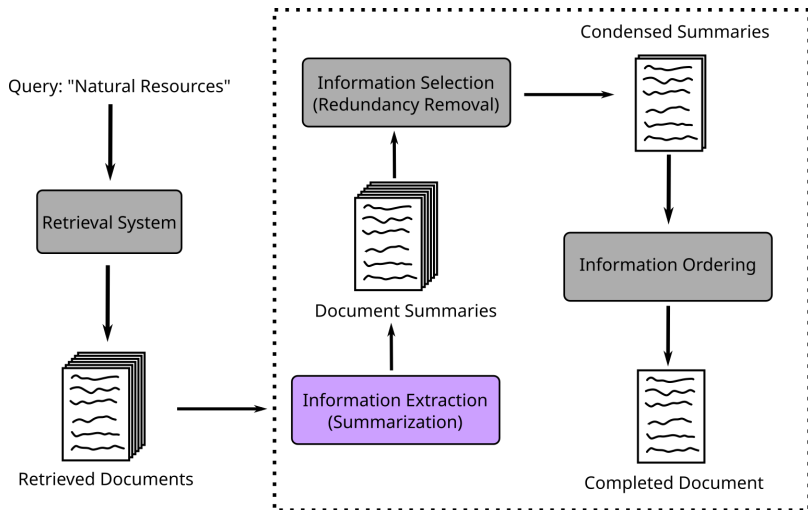 Query: "Natural Resources"
Retrieval System
Retrieved Documents
Information Extraction
(Summarization)
Document Summaries
Information Selection
(Redundancy Removal)
Condensed Summaries
Information Ordering
Completed Document